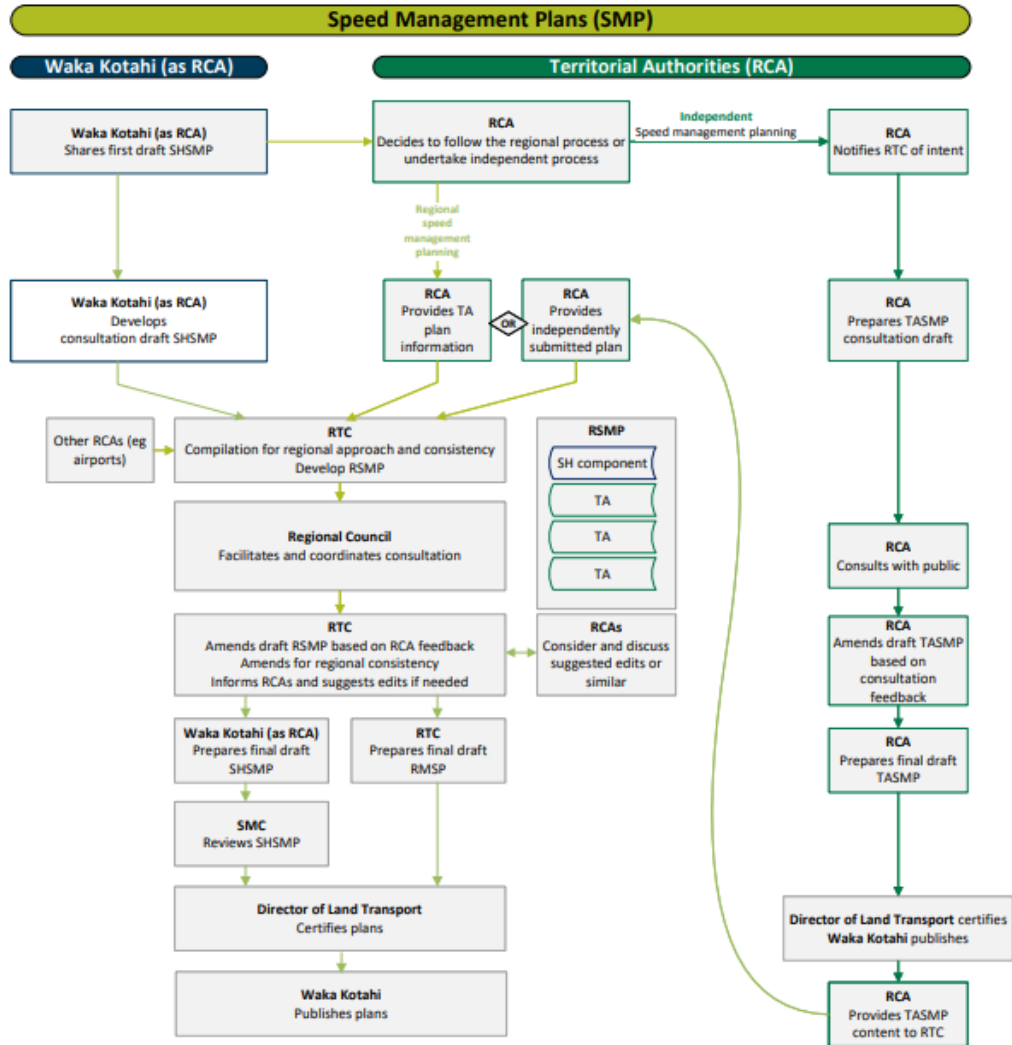 Speed Management Plans (SMP)
Waka Kotahi (as RCA)
Territorial Authorities (RCA)
Waka Kotahi (as RCA)
Shares first draft SHSMP
RCA
Decides to follow the regional process or
undertake independent process
Independent
Speed management planning
RCA
Notifies RTC of intent
Regional
speed
management
planning
Waka Kotahi (as RCA)
Develops
consultation draft SHSMP
RCA
Provides TA
plan
information
OR
RCA
Provides
independently
submitted plan
RCA
Prepares TASMP
consultation draft
Other RCAs (eg
airports)
RTC
Compilation for regional approach and consistency
Develop RSMP
RSMP
SH component
TA
TA
TA
Regional Council
Facilitates and coordinates consultation
RCA
Consults with public
RTC
Amends draft RSMP based on RCA feedback
Amends for regional consistency
Informs RCAs and suggests edits if needed
RCAs
Consider and discuss
suggested edits or
similar
RCA
Amends draft TASMP
based on
consultation
feedback
Waka Kotahi (as RCA)
Prepares final draft
SHSMP
RTC
Prepares final draft
RMSP
RCA
Prepares final draft
TASMP
SMC
Reviews SHSMP
Director of Land Transport
Certifies plans
Director of Land Transport certifies
Waka Kotahi publishes
Waka Kotahi
Publishes plans
RCA
Provides TASMP
content to RTC